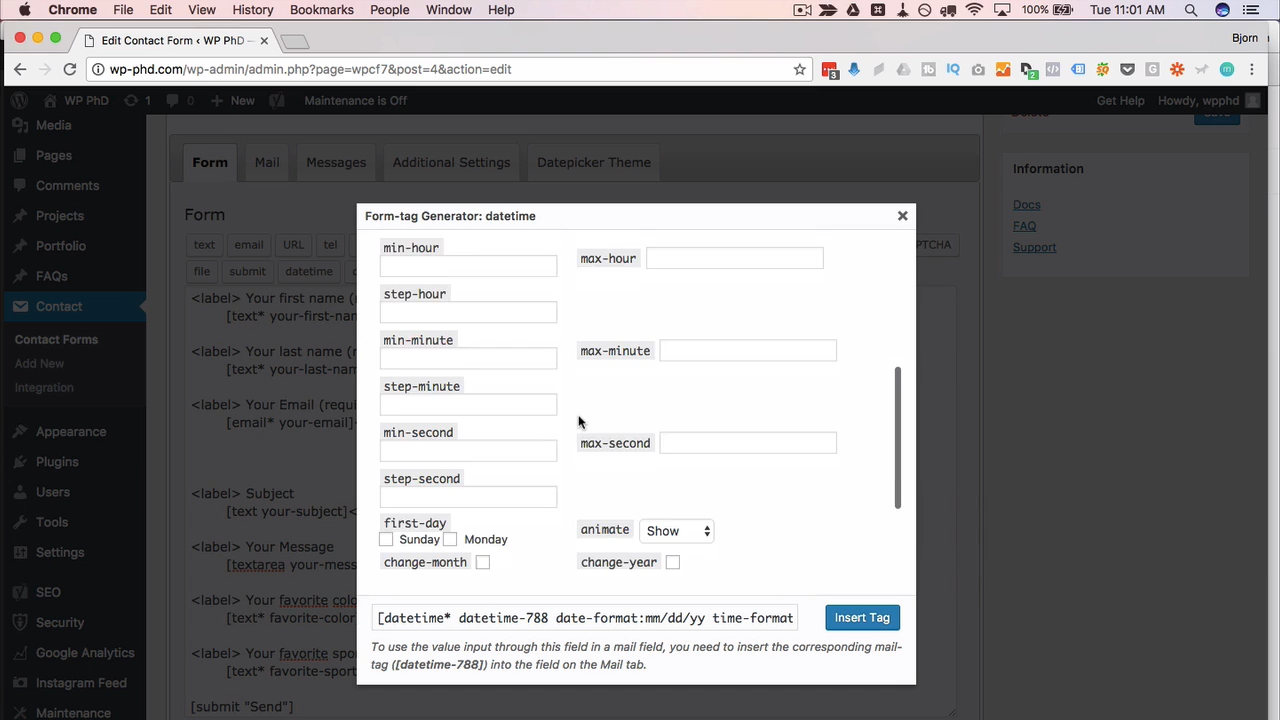 Chrome File Edit View History Bookmarks People Window Help 100% Tue 11:01 AM
Edit Contact Form ‹ WP PhD — Bjorn
wp-phd.com/wp-admin/admin.php?page=wpcf7&post=4&action=edit
WP PhD 1 0 New Maintenance is Off Get Help Howdy, wpphd
Media
Pages
Comments
Projects
Portfolio
FAQs
Contact
Contact Forms
Add New
Integration
Appearance
Plugins
Users
Tools
Settings
SEO
Security
Google Analytics
Instagram Feed
Maintenance
Form Mail Messages Additional Settings Datepicker Theme
Form
text email URL tel
file submit datetime
<label> Your first name (
[text* your-first-nam
<label> Your last name (r
[text* your-last-name
<label> Your Email (requi
[email* your-email]<
<label> Subject
[text your-subject]<
<label> Your Message
[textarea your-mess
<label> Your favorite colo
[text* favorite-color
<label> Your favorite spo
[text* favorite-sport
[submit "Send"]
Form-tag Generator: datetime
min-hour max-hour
step-hour
min-minute max-minute
step-minute
min-second max-second
step-second
first-day animate Show
Sunday Monday
change-month change-year
[datetime* datetime-788 date-format:mm/dd/yy time-format Insert Tag
To use the value input through this field in a mail field, you need to insert the corresponding mail-
tag ([datetime-788]) into the field on the Mail tab.
Information
Docs
FAQ
Support